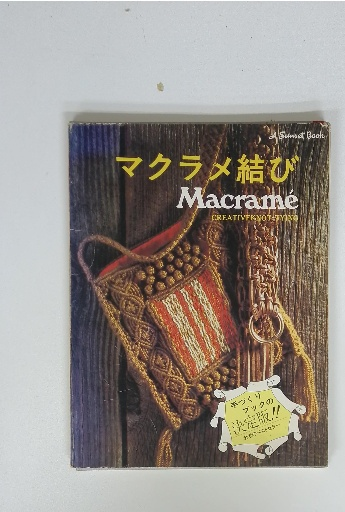 A Sunset Book
マクラメ結び
Macramé
CREATIVE KNOT-TYING
手づくり
ブックの
決定版!!